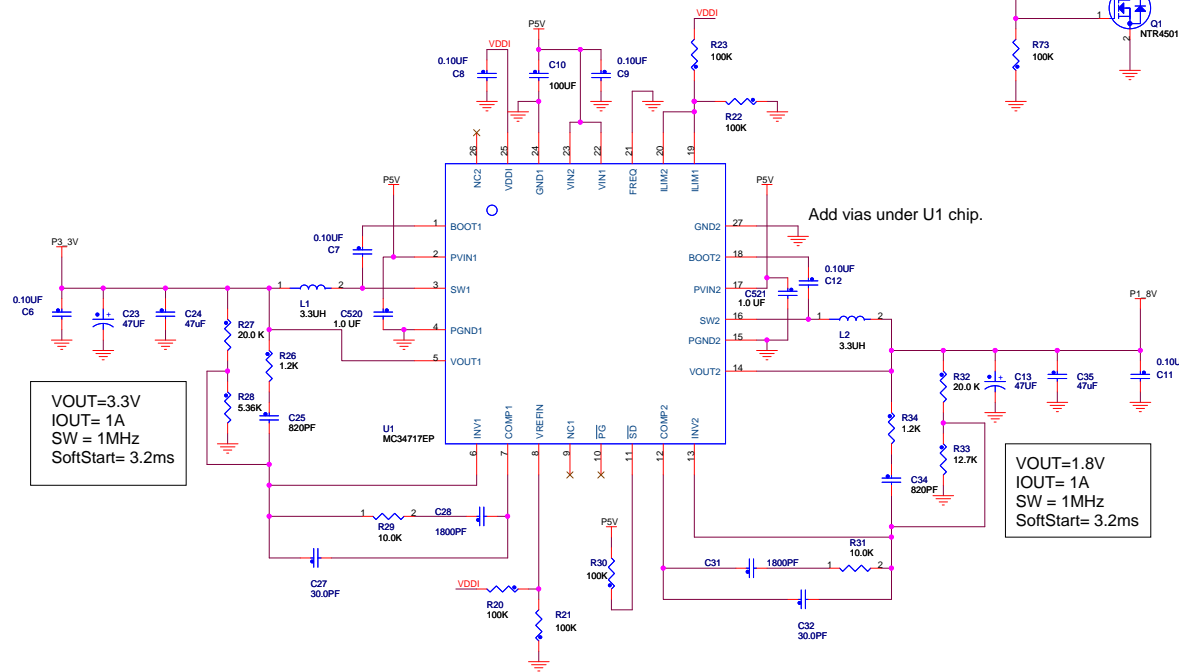 VDDI
P5V
VDDI
1
Q1
NTR4501
2
R73
100K
0.10UF
C8
C10
100UF
0.10UF
C9
R23
100K
R22
100K
26
25
24
23
22
21
20
19
NC2
VDDI
GND1
VIN2
VIN1
FREQ
ILIM2
ILIM1
P5V
P5V
Add vias under U1 chip.
1
BOOT1
2
PVIN1
3
SW1
4
PGND1
5
VOUT1
GND2
27
BOOT2
18
PVIN2
17
SW2
16
PGND2
15
VOUT2
14
P3_3V
0.10UF
C7
0.10UF
C6
C23
47UF
C24
47uF
1
2
L1
3.3UH
C520
1.0 UF
R27
20.0 K
R26
1.2K
R28
5.36K
C25
820PF
0.10UF
C12
C521
1.0 UF
1
2
L2
3.3UH
P1_8V
R32
20.0 K
C13
47UF
C35
47uF
0.10U
C11
R34
1.2K
R33
12.7K
C34
820PF
VOUT=3.3V
IOUT= 1A
SW = 1MHz
SoftStart= 3.2ms
VOUT=1.8V
IOUT= 1A
SW = 1MHz
SoftStart= 3.2ms
U1
MC34717EP
INV1
COMP1
VREFIN
NC1
PG
SD
COMP2
INV2
6
7
8
9
10
11
12
13
1
2
R29
10.0K
C28
1800PF
C27
30.0PF
VDDI
R20
100K
R21
100K
P5V
R30
100K
C31
1800PF
R31
10.0K
1
2
C32
30.0PF